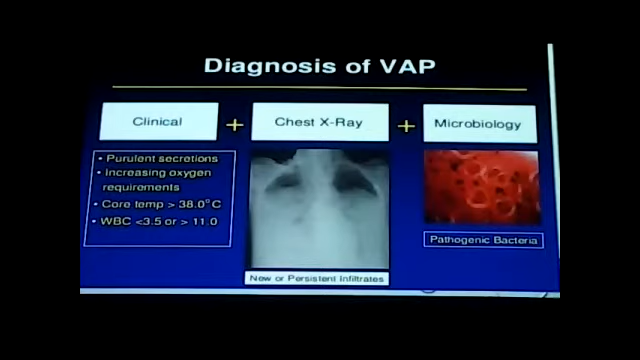 Diagnosis of VAP
Clinical + Chest X-Ray + Microbiology
• Purulent secretions
• Increasing oxygen
requirements
• Core temp > 38.0°C
• WBC <3.5 or > 11.0
New or Persistent Infiltrates
Pathogenic Bacteria